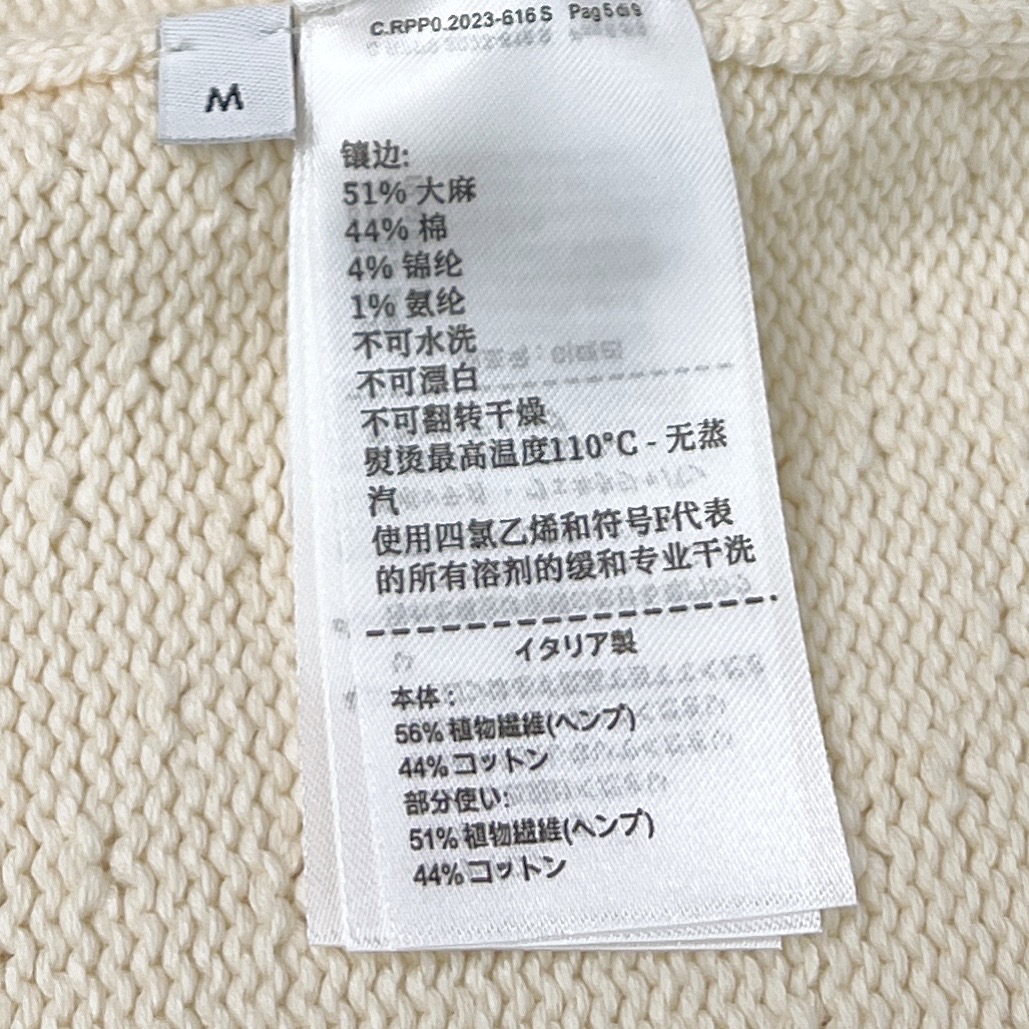 M
C.RPP0.2023-616 S Pag 5 di 9
镶边:
51% 大麻
44% 棉
4% 锦纶
1% 氨纶
不可水洗
不可漂白
不可翻转干燥
熨烫最高温度110°C - 无蒸
汽
使用四氯乙烯和符号F代表
的所有溶剂的缓和专业干洗
イタリア製
本体 :
56% 植物繊維(ヘンプ)
44% コットン
部分使い:
51% 植物繊維(ヘンプ)
44% コットン